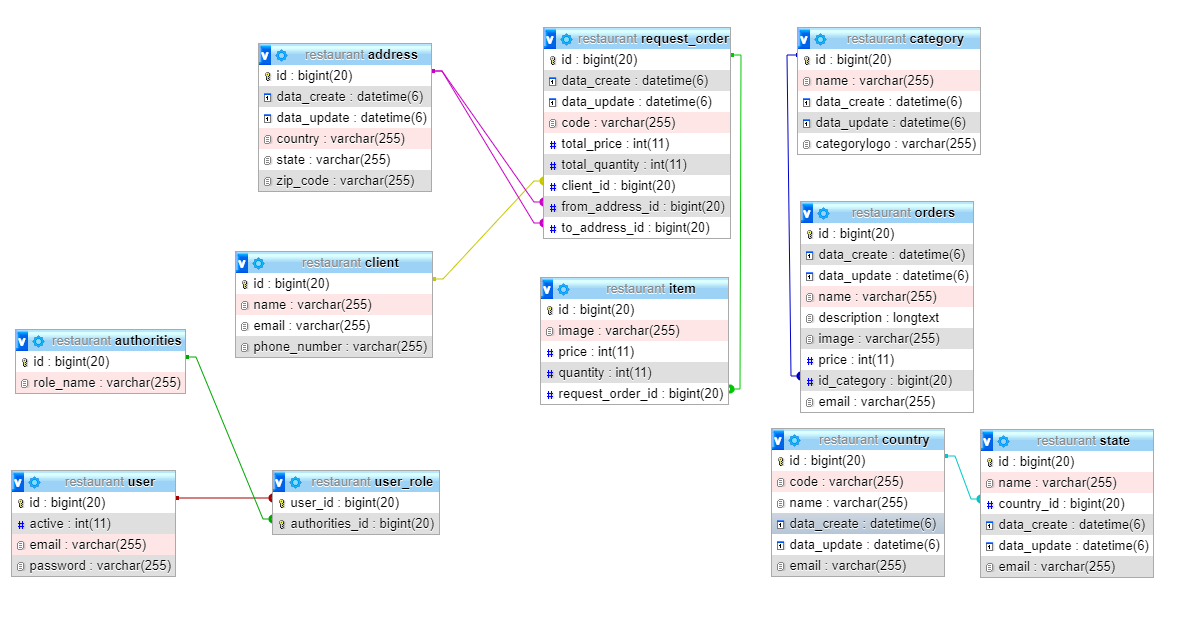 restaurant address
id : bigint(20)
data_create : datetime(6)
data_update : datetime(6)
country : varchar(255)
state : varchar(255)
zip_code : varchar(255)
restaurant request_order
id : bigint(20)
data_create : datetime(6)
data_update : datetime(6)
code : varchar(255)
total_price : int(11)
total_quantity : int(11)
client_id : bigint(20)
from_address_id : bigint(20)
to_address_id : bigint(20)
restaurant category
id : bigint(20)
name : varchar(255)
data_create : datetime(6)
data_update : datetime(6)
categorylogo : varchar(255)
restaurant orders
id : bigint(20)
data_create : datetime(6)
data_update : datetime(6)
name : varchar(255)
description : longtext
image : varchar(255)
price : int(11)
id_category : bigint(20)
email : varchar(255)
restaurant client
id : bigint(20)
name : varchar(255)
email : varchar(255)
phone_number : varchar(255)
restaurant item
id : bigint(20)
image : varchar(255)
price : int(11)
quantity : int(11)
request_order_id : bigint(20)
restaurant authorities
id : bigint(20)
role_name : varchar(255)
restaurant user
id : bigint(20)
active : int(11)
email : varchar(255)
password : varchar(255)
restaurant user_role
user_id : bigint(20)
authorities_id : bigint(20)
restaurant country
id : bigint(20)
code : varchar(255)
name : varchar(255)
data_create : datetime(6)
data_update : datetime(6)
email : varchar(255)
restaurant state
id : bigint(20)
name : varchar(255)
country_id : bigint(20)
data_create : datetime(6)
data_update : datetime(6)
email : varchar(255)